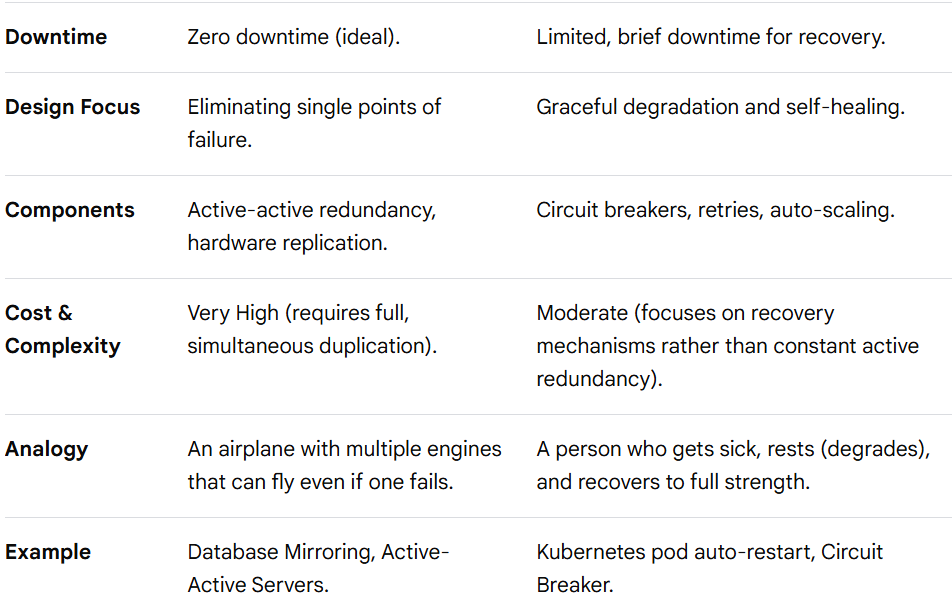 Downtime
Zero downtime (ideal).
Limited, brief downtime for recovery.
Design Focus
Eliminating single points of
failure.
Graceful degradation and self-healing.
Components
Active-active redundancy,
hardware replication.
Circuit breakers, retries, auto-scaling.
Cost &
Complexity
Very High (requires full,
simultaneous duplication).
Moderate (focuses on recovery
mechanisms rather than constant active
redundancy).
Analogy
An airplane with multiple engines
that can fly even if one fails.
A person who gets sick, rests (degrades),
and recovers to full strength.
Example
Database Mirroring, Active-
Active Servers.
Kubernetes pod auto-restart, Circuit
Breaker.